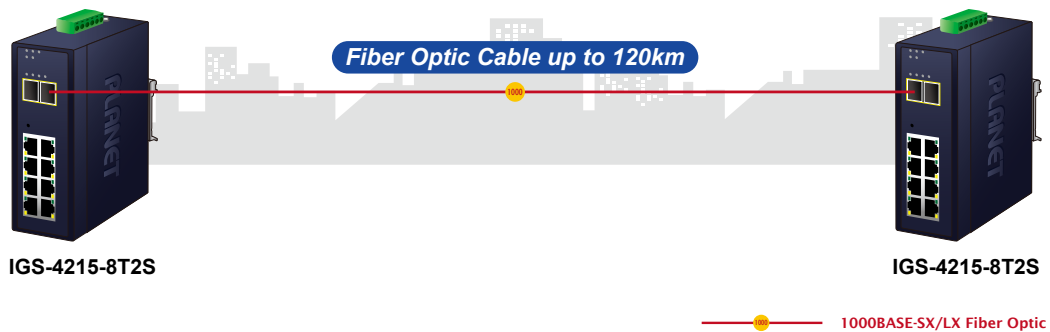 Fiber Optic Cable up to 120km
1000
PLANET
PLANET
IGS-4215-8T2S
IGS-4215-8T2S
1000 1000BASE-SX/LX Fiber Optic